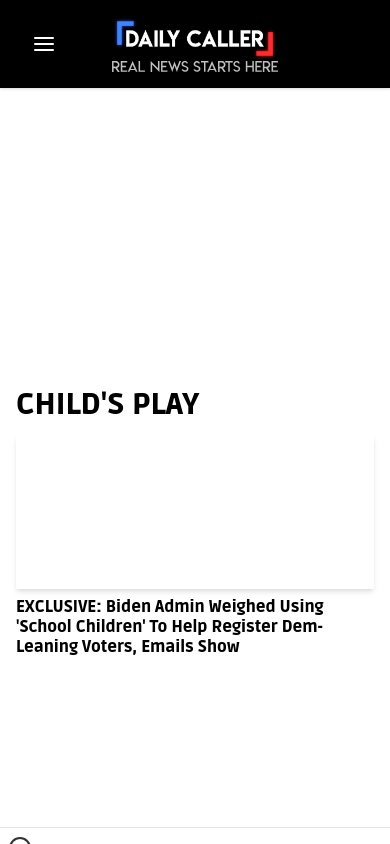 DAILY CALLER
REAL NEWS STARTS HERE
CHILD'S PLAY
EXCLUSIVE: Biden Admin Weighed Using
'School Children' To Help Register Dem-
Leaning Voters, Emails Show